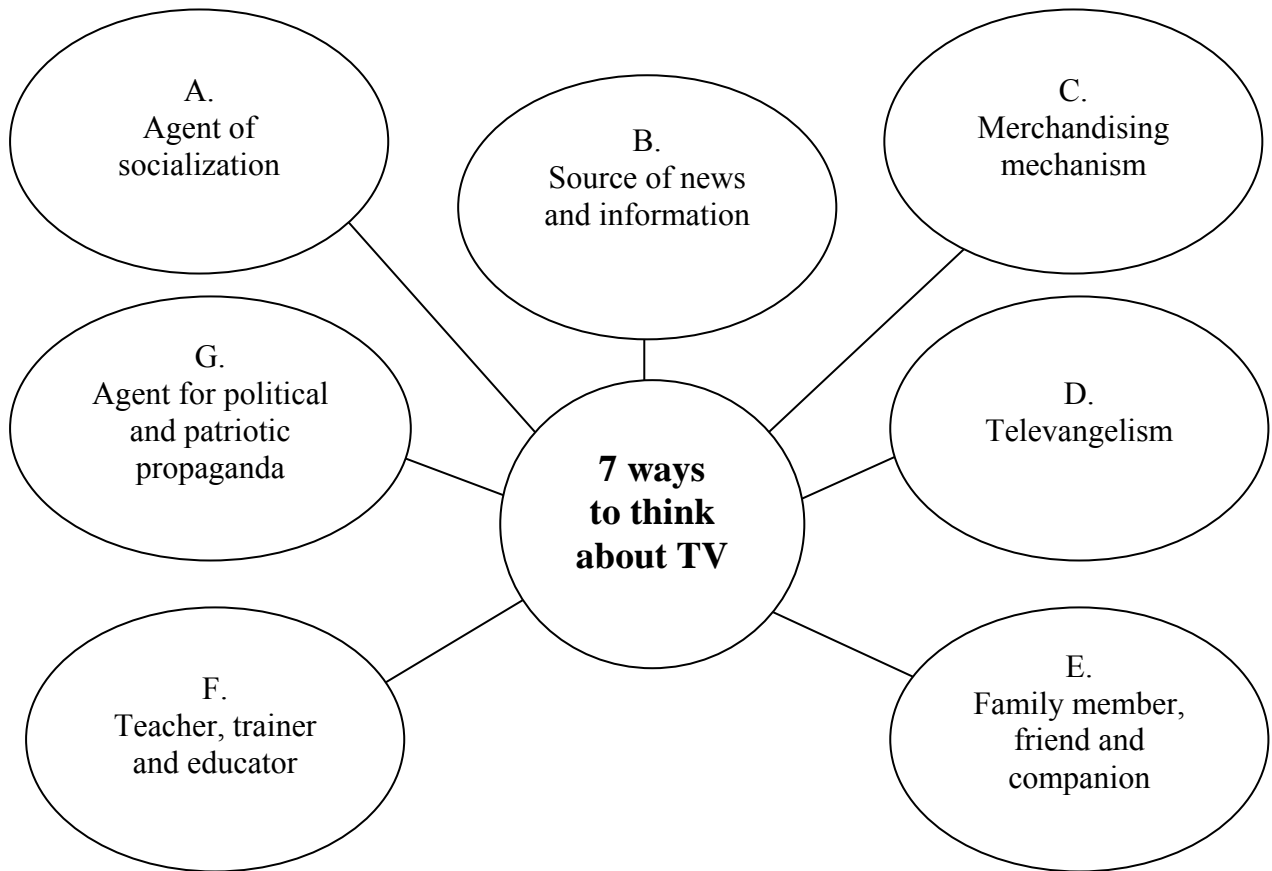 A.
Agent of
socialization
B.
Source of news
and information
C.
Merchandising
mechanism
G.
Agent for political
and patriotic
propaganda
D.
Televangelism
7 ways
to think
about TV
F.
Teacher, trainer
and educator
E.
Family member,
friend and
companion